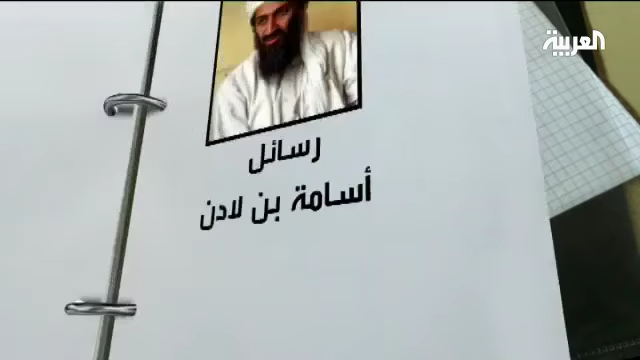 العربية
رسائل
أسامة بن لادن